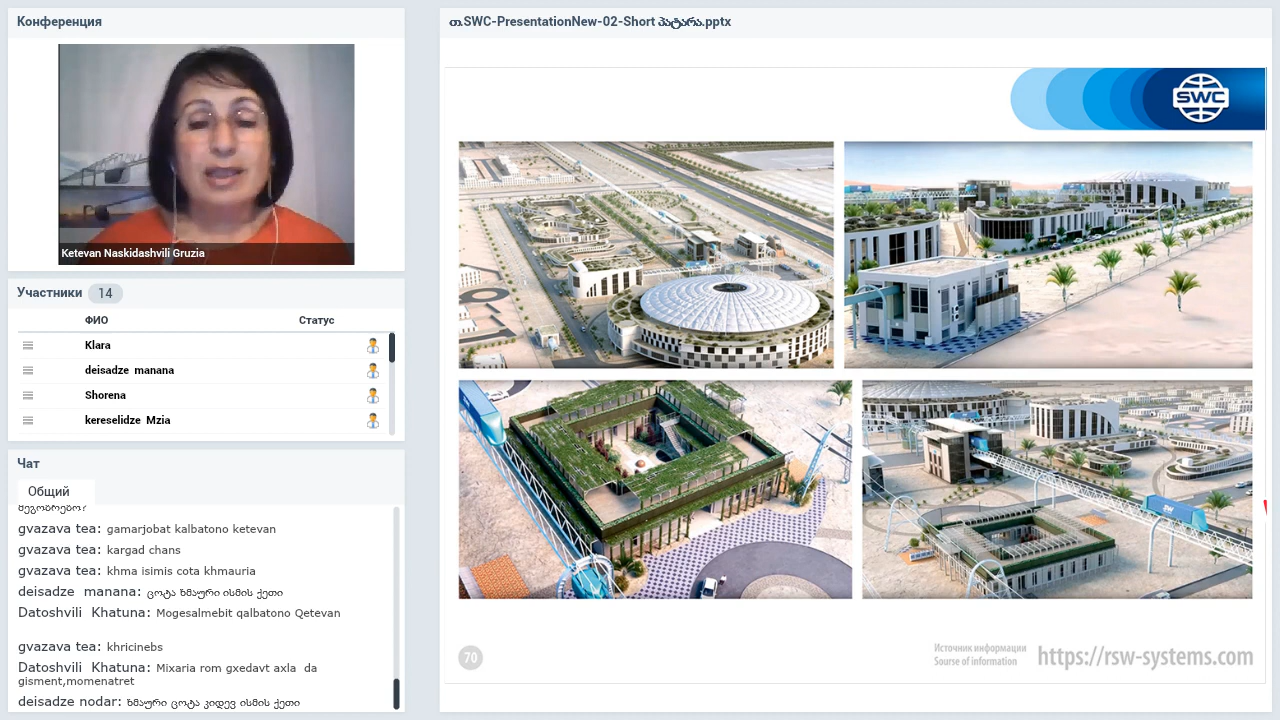 Конференция
Ketevan Naskidashvili Gruzia
Участники 14
ФИО Статус
Klara
deisadze manana
Shorena
kereselidze Mzia
Чат
Общий
gvazava tea: gamarjobat kalbatono ketevan
gvazava tea: kargad chans
gvazava tea: khma isimis cota khmauria
deisadze manana: ცოტა ხმაური ისმის ქეთი
Datoshvili Khatuna: Mogesalmebit qalbatono Qetevan
gvazava tea: khricinebs
Datoshvili Khatuna: Mixaria rom gxedavt axla da
gisment,momenatret
deisadze nodar: ხმაური ცოტა კიდევ ისმის ქეთი
თ.SWC-PresentationNew-02-Short პატარა.pptx
SWC
70
Источник информации
Sourse of information
https://rsw-systems.com